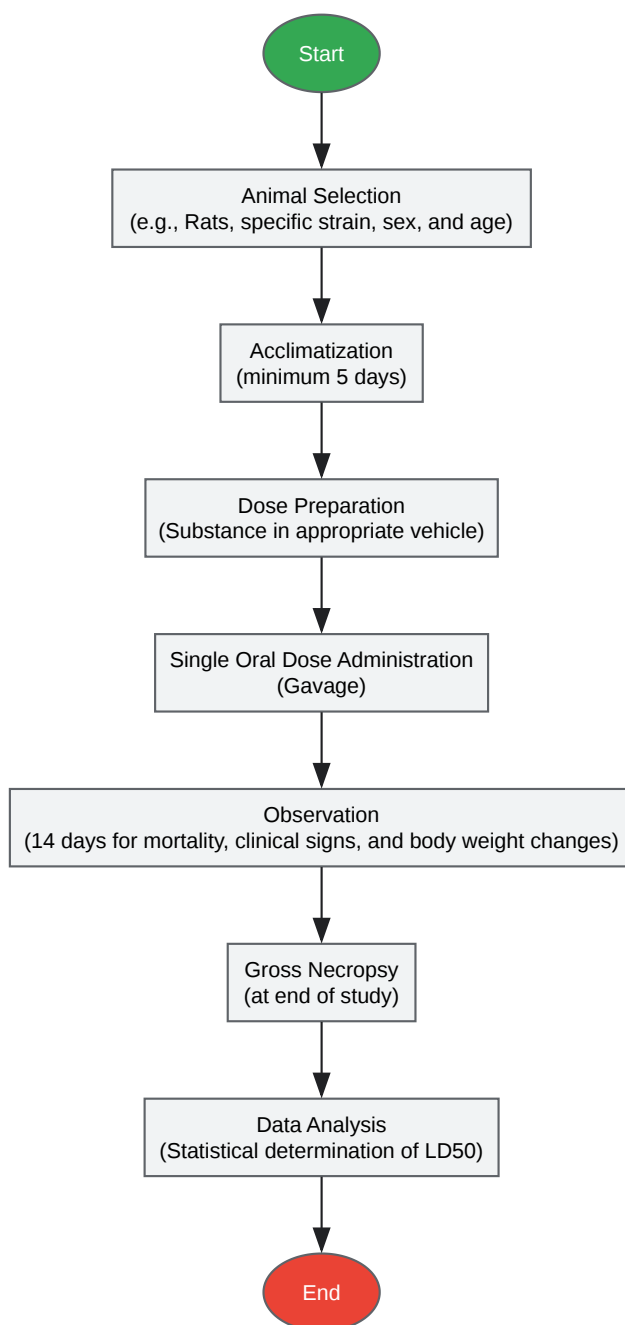 Start
Animal Selection
(e.g., Rats, specific strain, sex, and age)
Acclimatization
(minimum 5 days)
Dose Preparation
(Substance in appropriate vehicle)
Single Oral Dose Administration
(Gavage)
Observation
(14 days for mortality, clinical signs, and body weight changes)
Gross Necropsy
(at end of study)
Data Analysis
(Statistical determination of LD50)
End